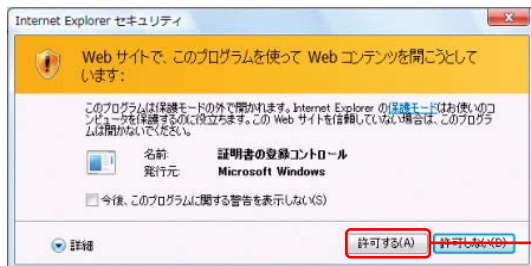 Internet Explorer セキュリティ
Web サイトで、このプログラムを使って Web コンテンツを開こうとして
います:
このプログラムは保護モードの外で開かれます。Internet Explorer の保護モードはお使いのコ
ンピュータを保護するのに役立ちます。この Web サイトを信頼していない場合は、このプログラ
ムは開かないでください。
名前: 証明書の登録コントロール
発行元: Microsoft Windows
今後、このプログラムに関する警告を表示しない(S)
詳細 許可する(A) 許可しない(D)